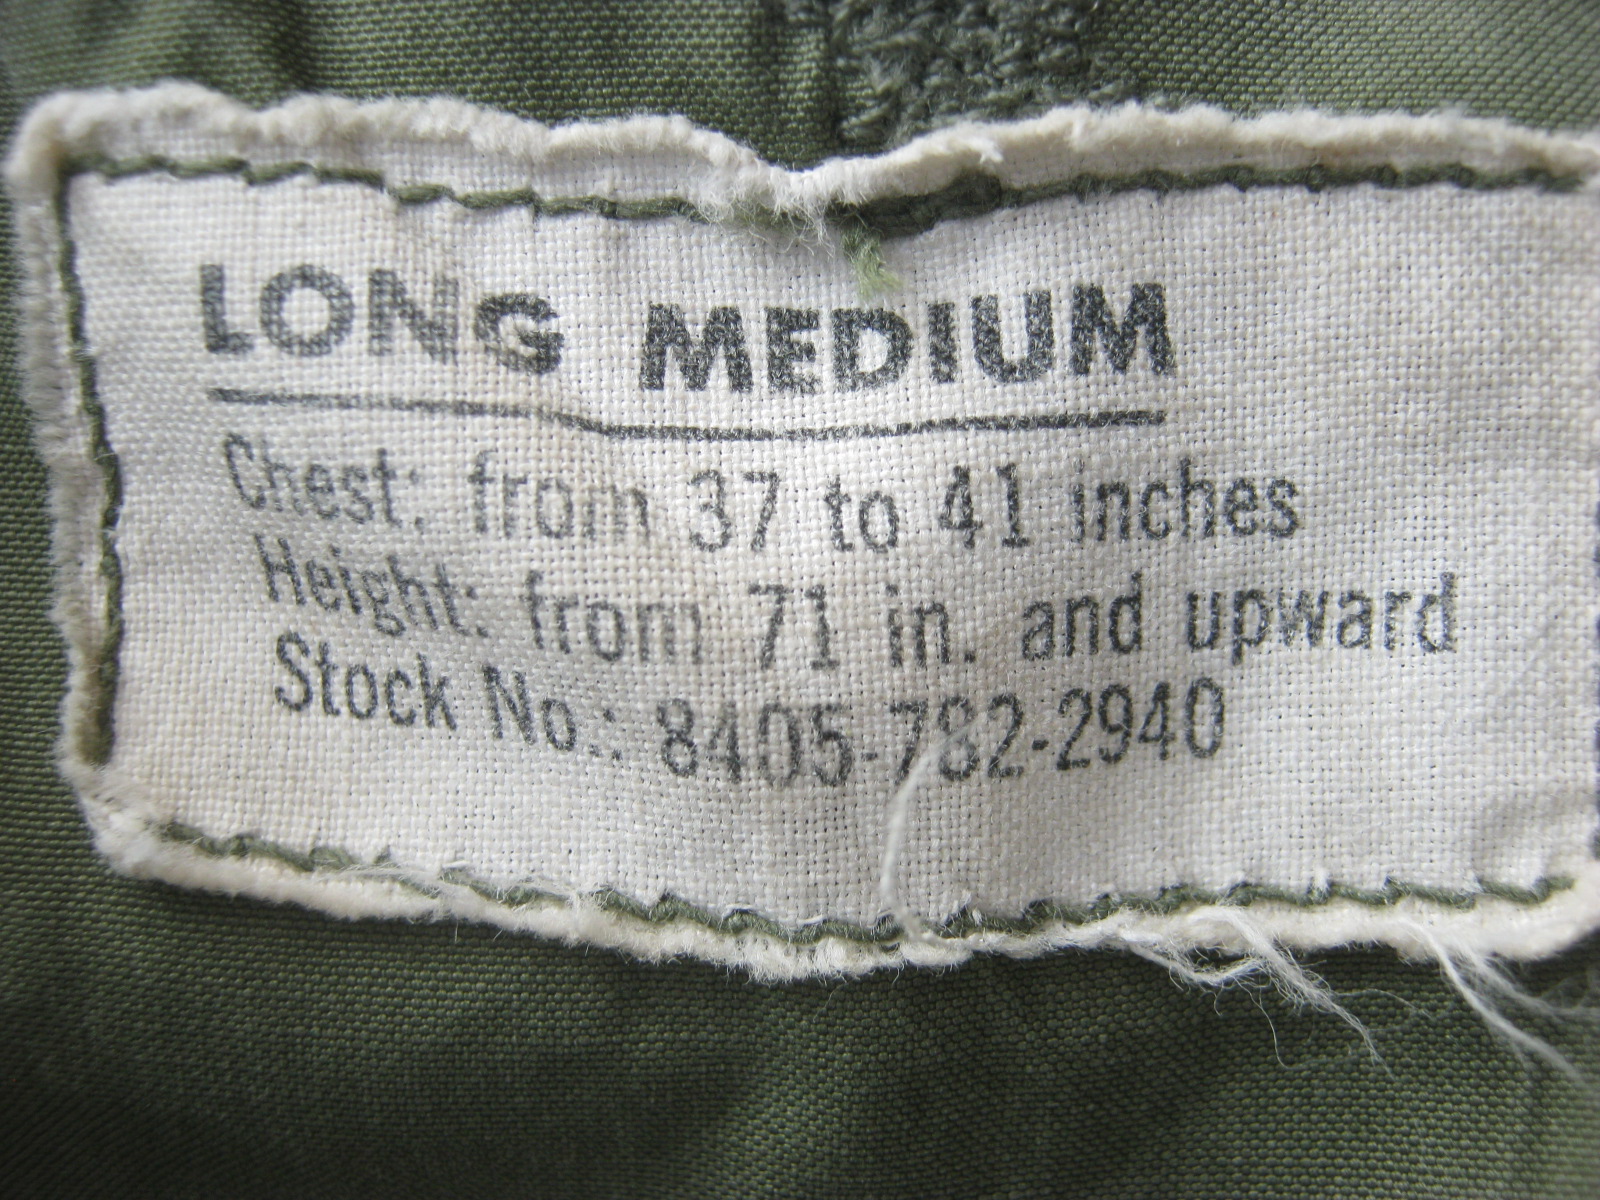 LONG MEDIUM
Chest: from 37 to 41 inches
Height: from 71 in. and upward
Stock No.: 8405-782-2940